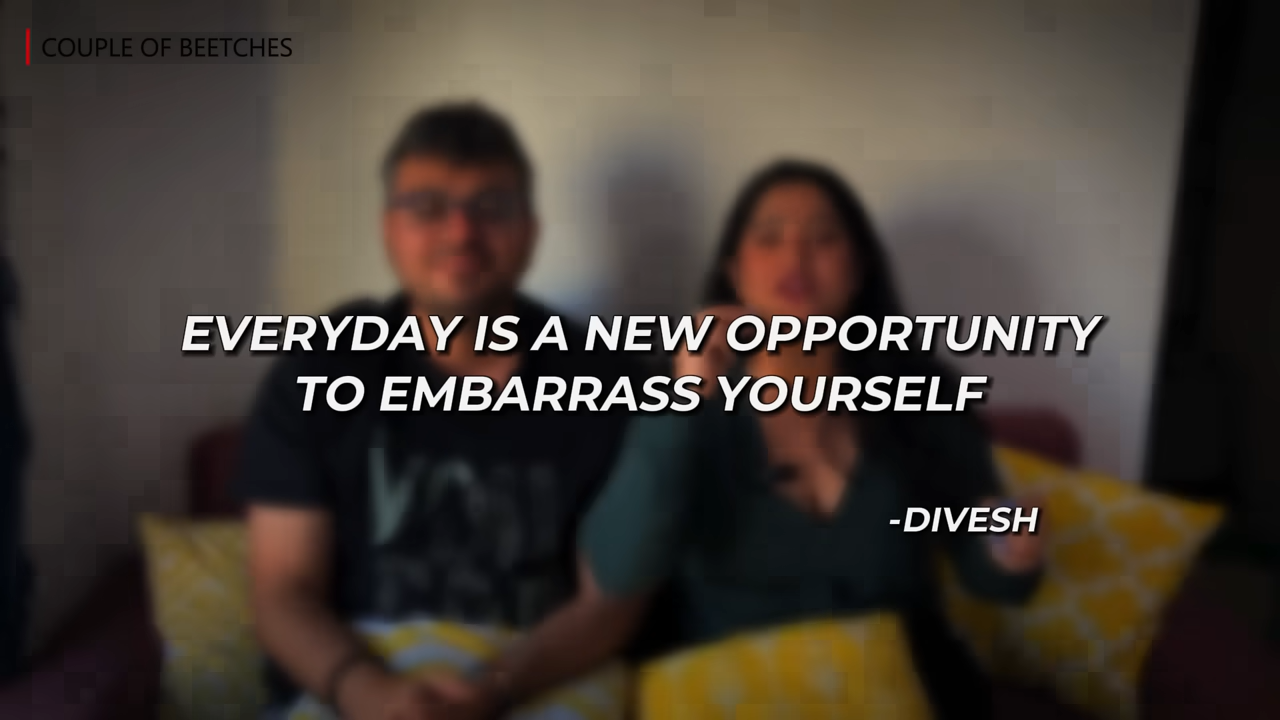 COUPLE OF BEETCHES
EVERYDAY IS A NEW OPPORTUNITY
TO EMBARRASS YOURSELF
-DIVESH